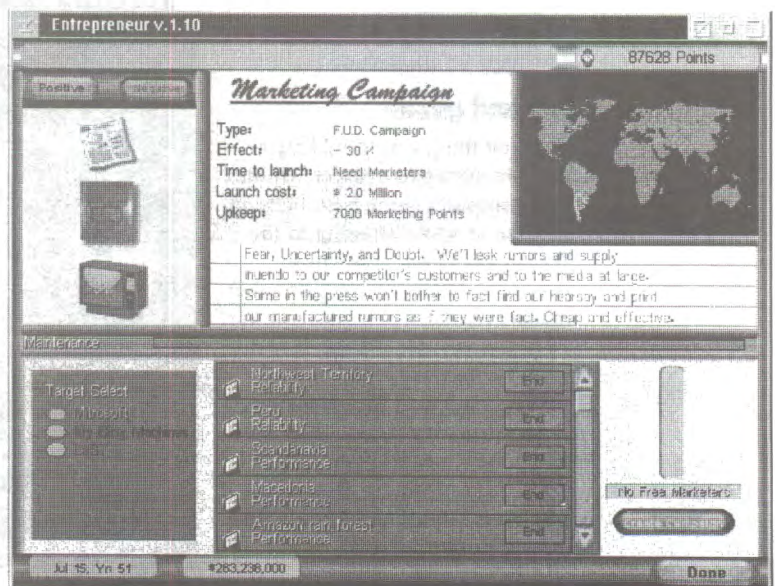 Entrepreneur v.1.10
87628 Points
Positive
Negative
Marketing Campaign
Type: F.U.D. Campaign
Effect: - 30 %
Time to launch: Need Marketers
Launch cost: 2.0 Million
Upkeep: 7000 Marketing Points
Fear, Uncertainty, and Doubt. We'll leak rumors and supply
inuendo to our competitor's customers and to the media at large.
Some in the press won't bother to fact find our hearsay and print
our manufactured rumors as if they were fact. Cheap and effective.
Maintenance
Target Select
Northwest Territory
Reliability
End
Peru
Reliability
End
Scandanavia
Performance
End
Macedonia
Performance
End
Amazon rain forest
Performance
End
No Free Marketers
Jul 15, Yr 51
283,238,000
Done